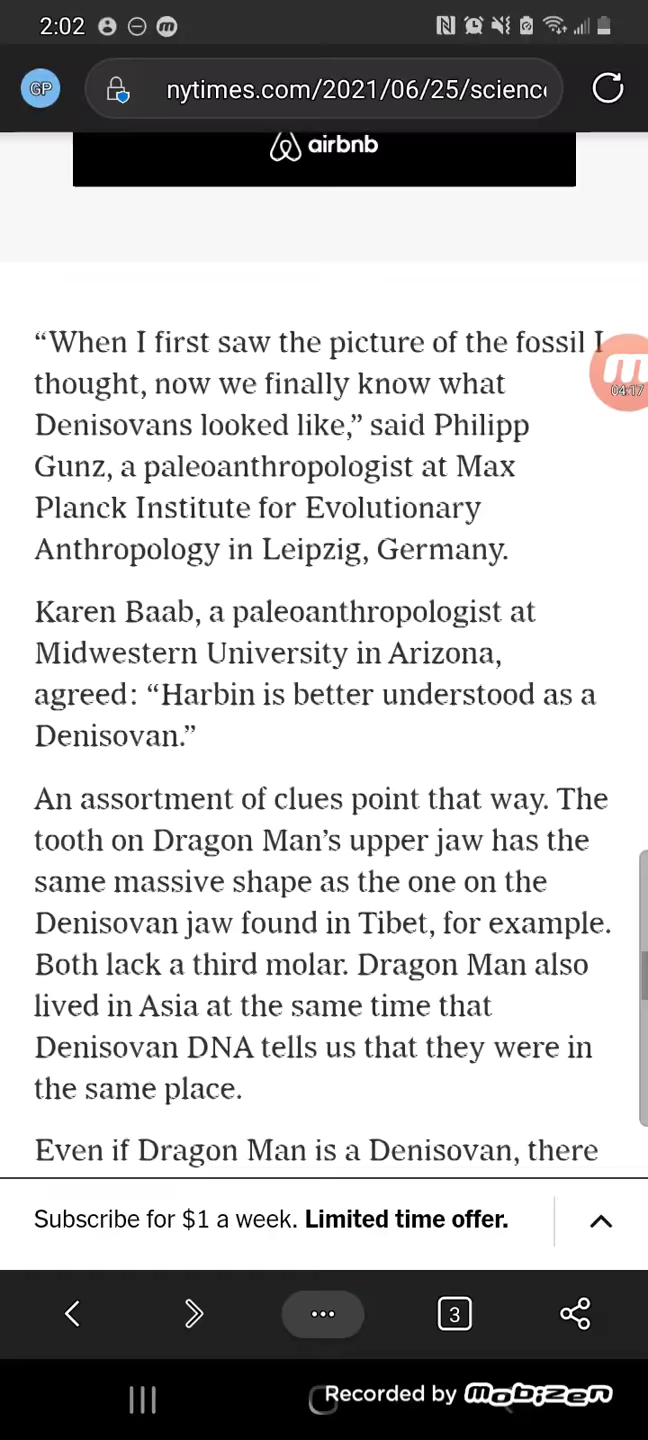 2:02
GP
nytimes.com/2021/06/25/science
airbnb
“When I first saw the picture of the fossil I
thought, now we finally know what
Denisovans looked like,” said Philipp
Gunz, a paleoanthropologist at Max
Planck Institute for Evolutionary
Anthropology in Leipzig, Germany.
04:17
Karen Baab, a paleoanthropologist at
Midwestern University in Arizona,
agreed: “Harbin is better understood as a
Denisovan.”
An assortment of clues point that way. The
tooth on Dragon Man’s upper jaw has the
same massive shape as the one on the
Denisovan jaw found in Tibet, for example.
Both lack a third molar. Dragon Man also
lived in Asia at the same time that
Denisovan DNA tells us that they were in
the same place.
Even if Dragon Man is a Denisovan, there
Subscribe for $1 a week. Limited time offer.
3
Recorded by mobizen